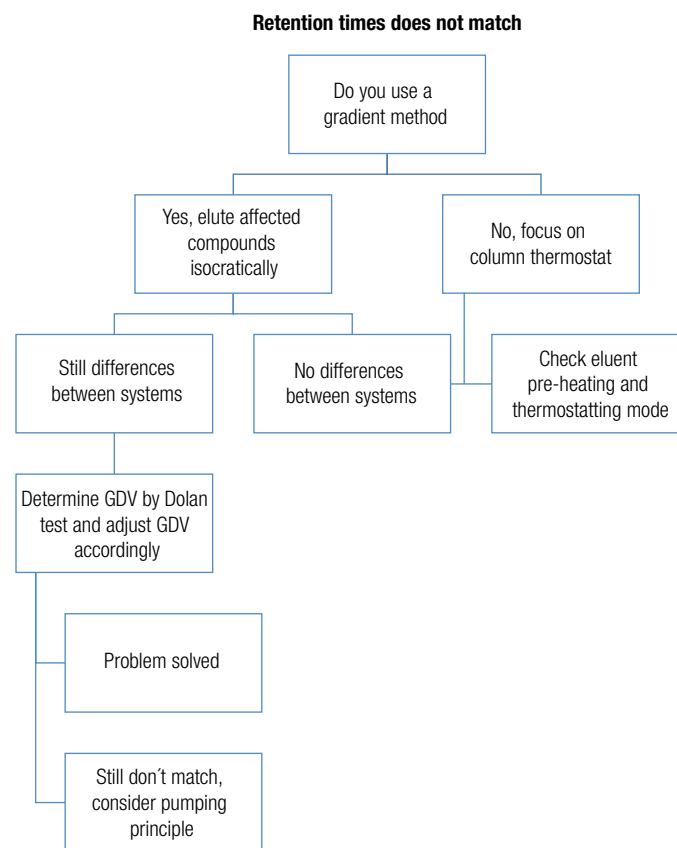 Retention times does not match
Do you use a
gradient method
Yes, elute affected
compounds
isocratically
No, focus on
column thermostat
Still differences
between systems
No differences
between systems
Check eluent
pre-heating and
thermostatting mode
Determine GDV by Dolan
test and adjust GDV
accordingly
Problem solved
Still don´t match,
consider pumping
principle